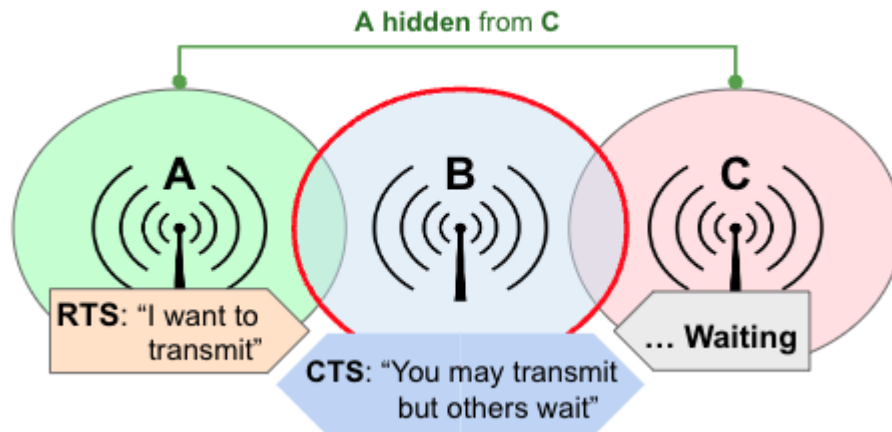 A hidden from C
A
B
C
RTS: “I want to
transmit”
CTS: “You may transmit
but others wait”
... Waiting